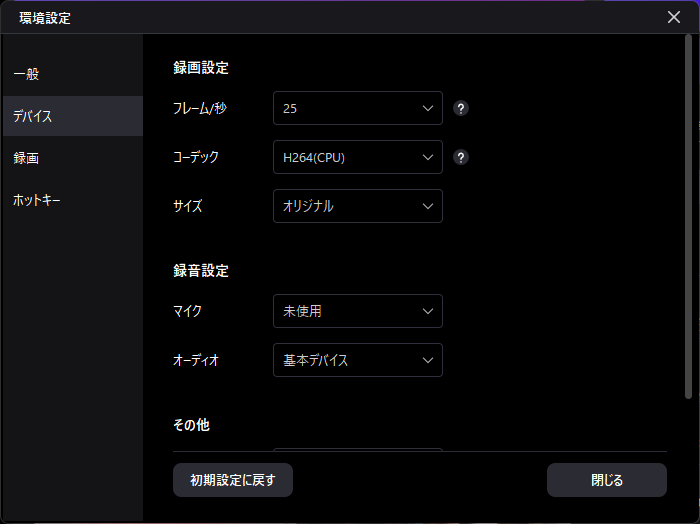 環境設定
一般
デバイス
録画
ホットキー
録画設定
フレーム/秒 25 ?
コーデック H264(CPU) ?
サイズ オリジナル
録音設定
マイク 未使用
オーディオ 基本デバイス
その他
初期設定に戻す 閉じる